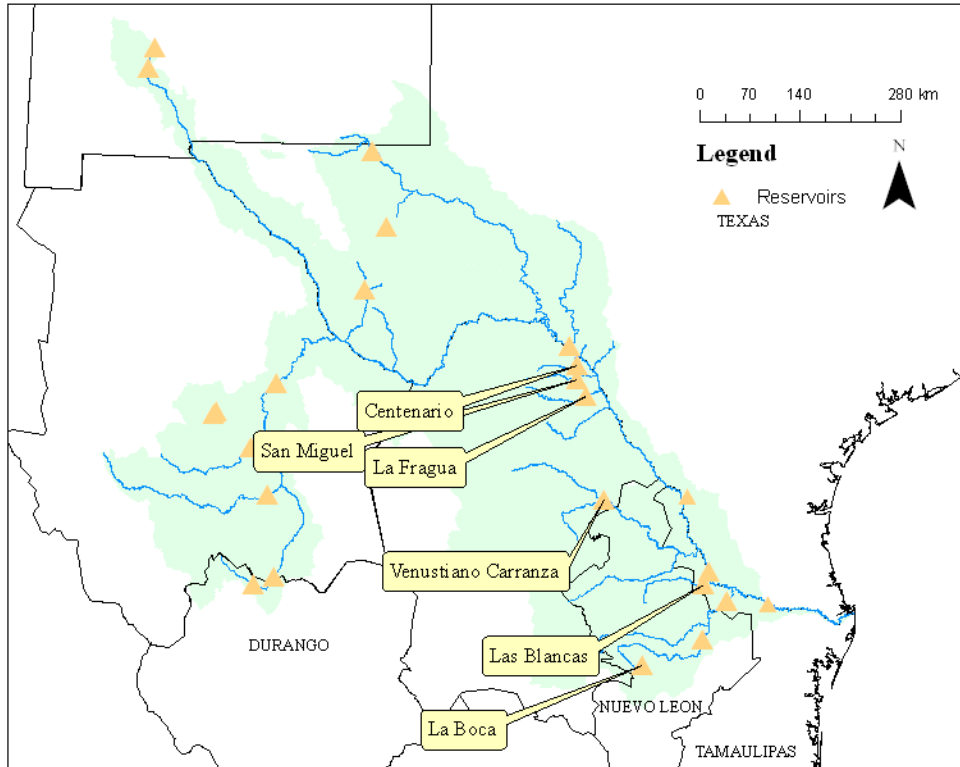 0 70 140 280 km
Legend
N
Reservoirs
TEXAS
Centenario
San Miguel
La Fragua
Venustiano Carranza
DURANGO
Las Blancas
NUEVO LEON
La Boca
TAMAULIPAS